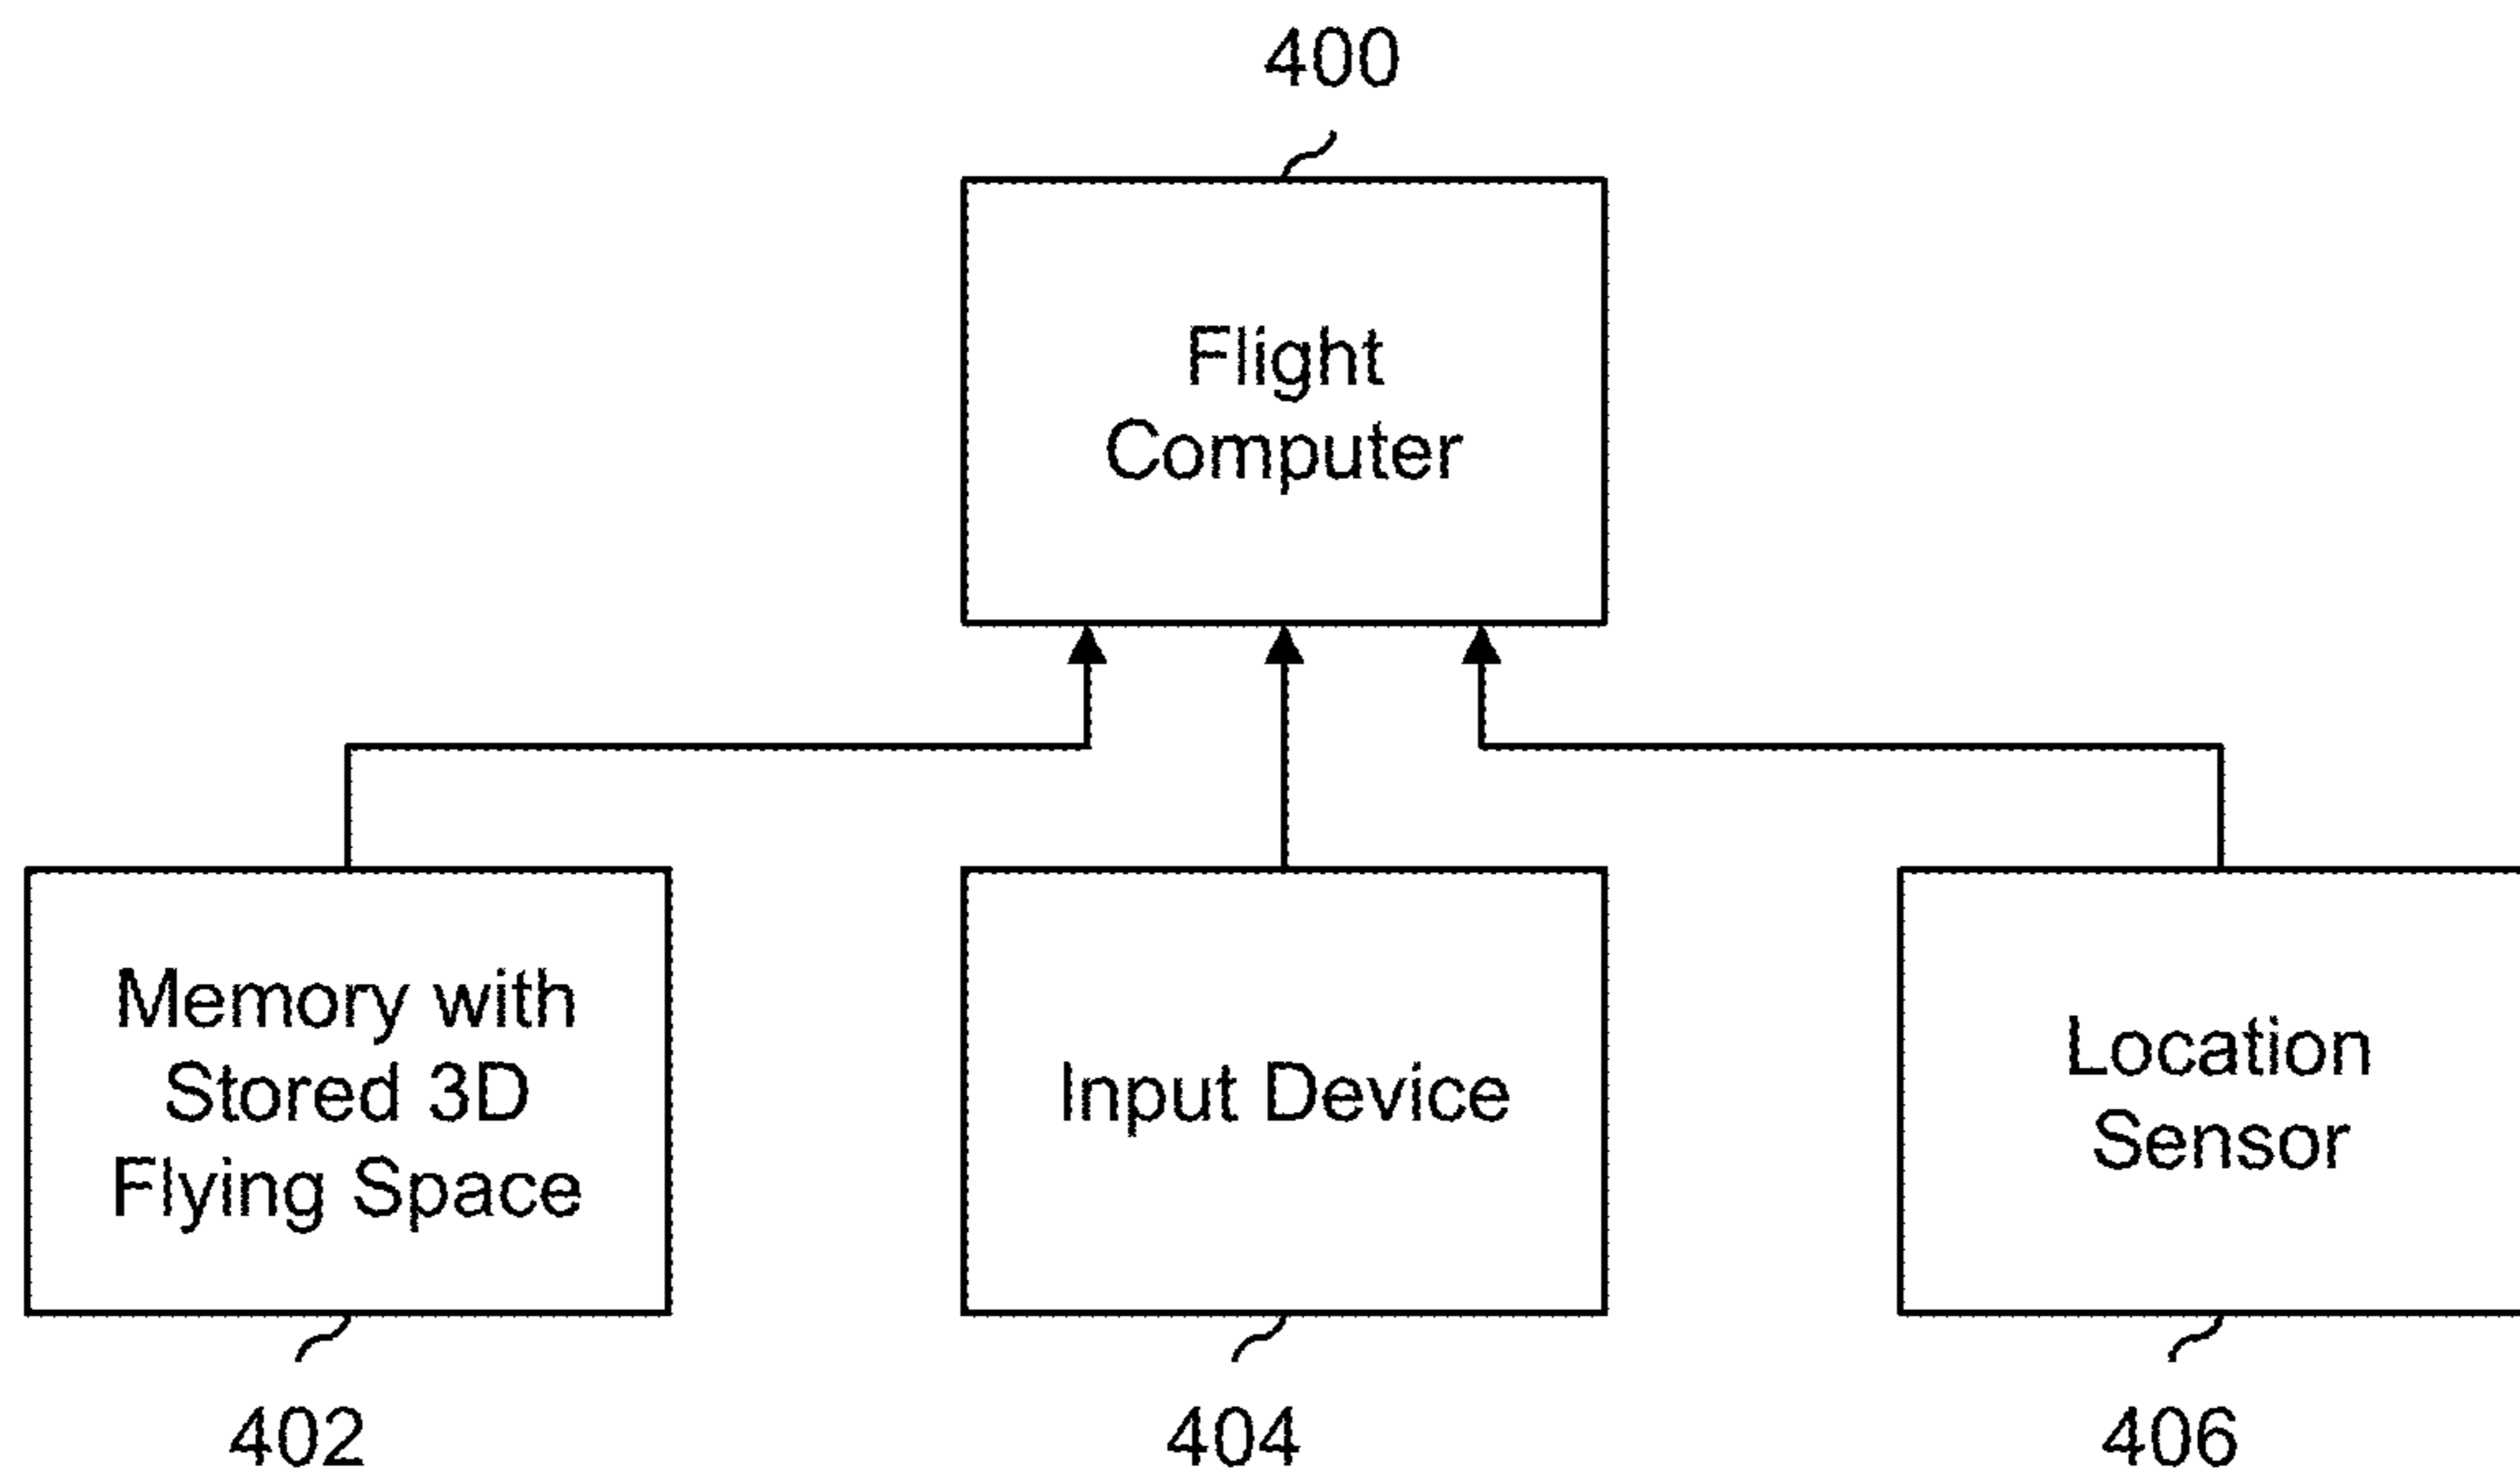 400
Flight
Computer
Memory with
Stored 3D
Flying Space
Input Device
Location
Sensor
402
404
406